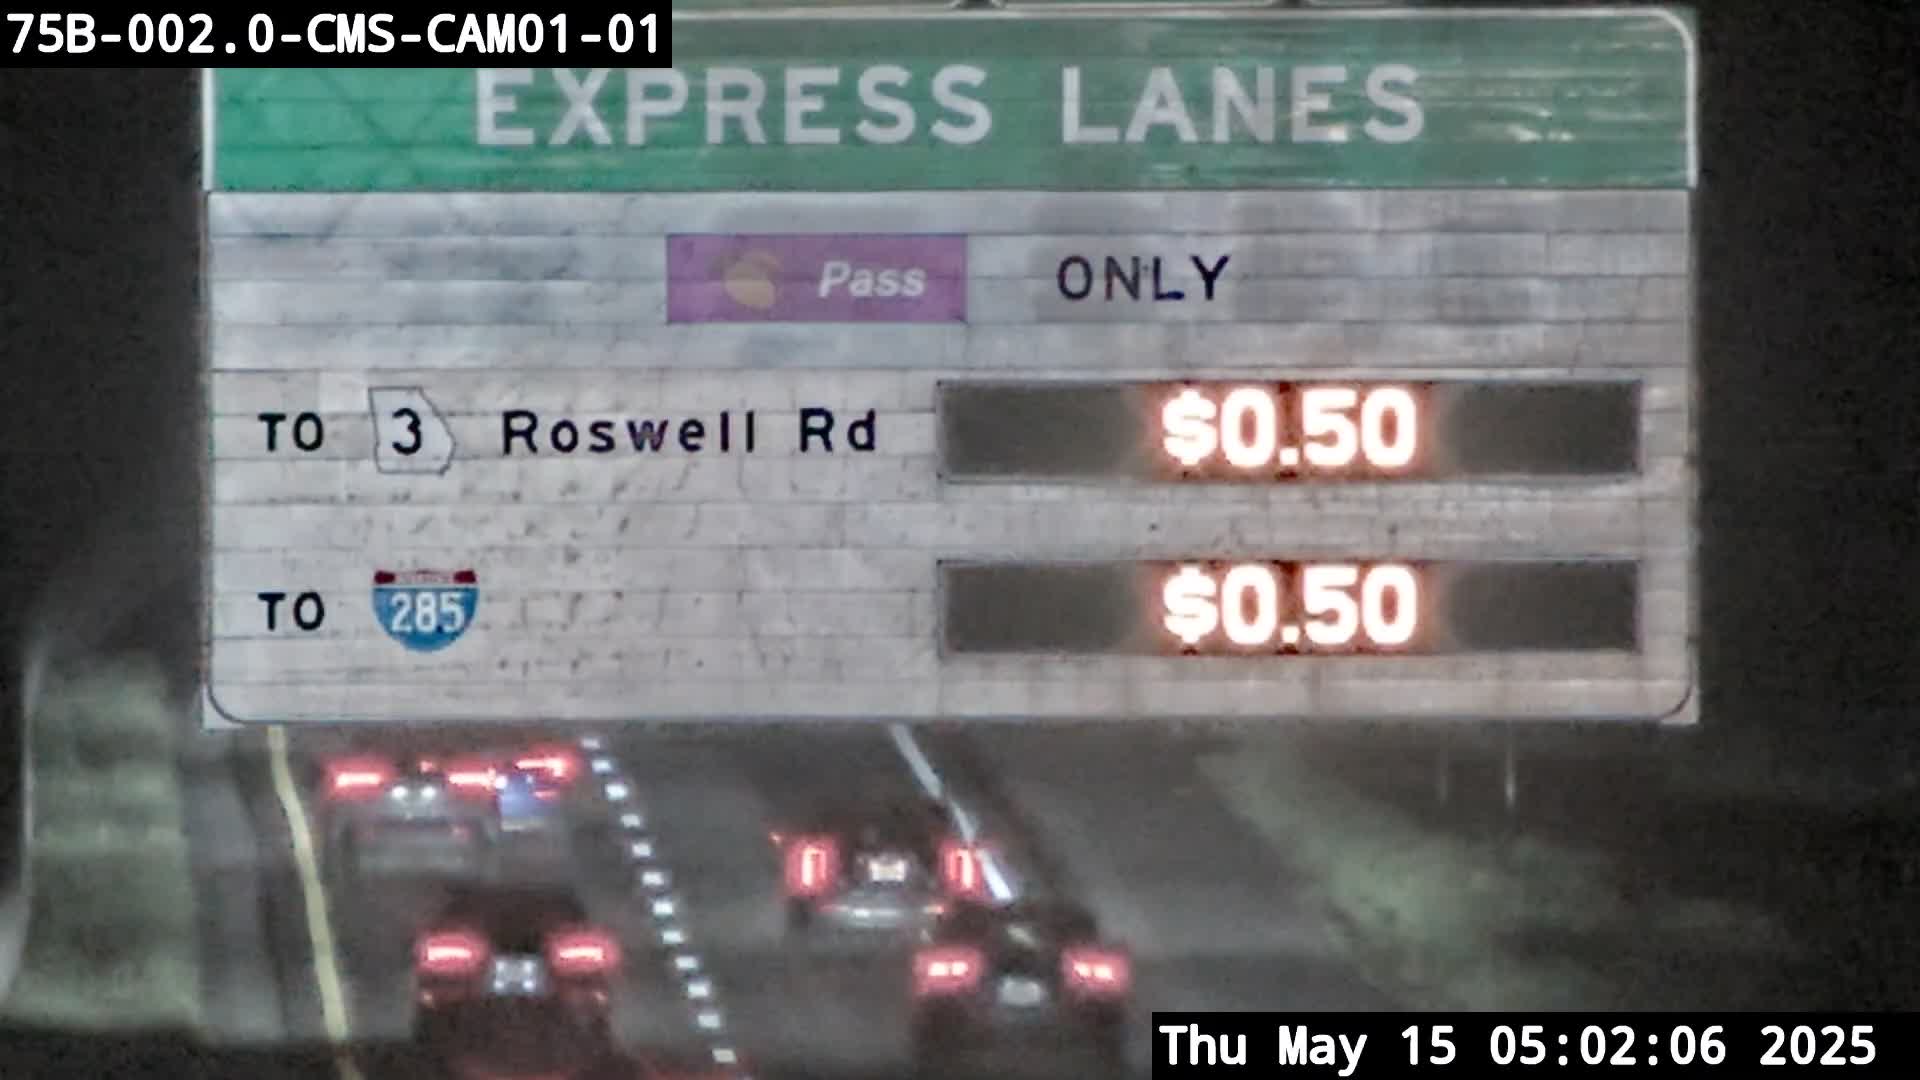 75B-002.0-CMS-CAM01-01
EXPRESS LANES
Pass ONLY
TO 3 Roswell Rd $0.50
TO 285 $0.50
Thu May 15 05:02:06 2025